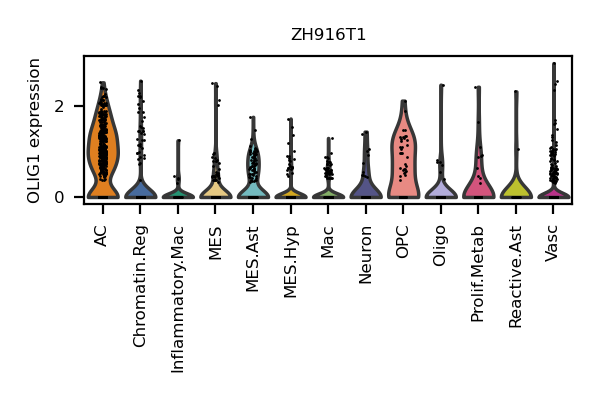 ZH916T1
OLIG1 expression
2
0
AC
Chromatin.Reg
Inflammatory.Mac
MES
MES.Ast
MES.Hyp
Mac
Neuron
OPC
Oligo
Prolif.Metab
Reactive.Ast
Vasc